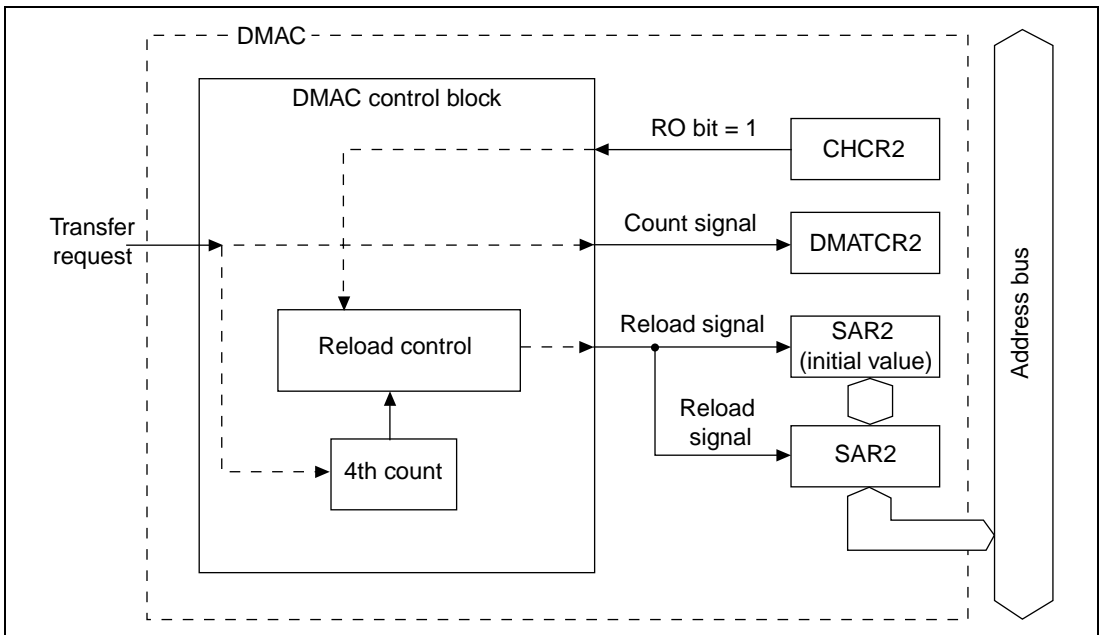 DMAC
DMAC control block
RO bit = 1
CHCR2
Transfer
request
Count signal
DMATCR2
Reload signal
SAR2
(initial value)
Reload control
Reload
signal
4th count
SAR2
Address bus